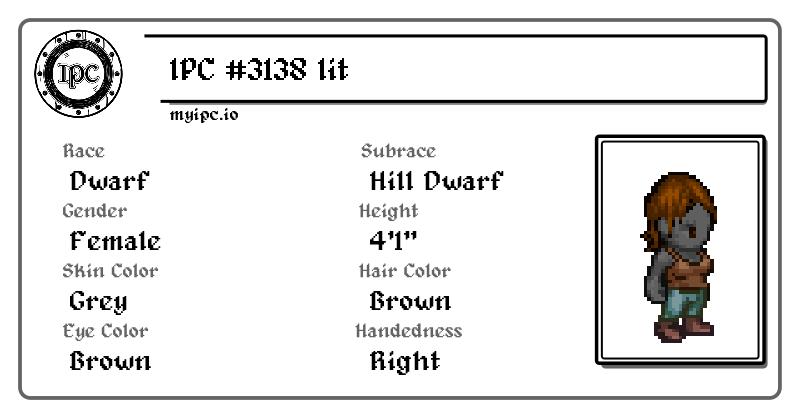 IPC
IPC #3138 lit
myipc.io
Race
Dwarf
Subrace
Hill Dwarf
Gender
Female
Height
4'1"
Skin Color
Grey
Hair Color
Brown
Eye Color
Brown
Handedness
Right